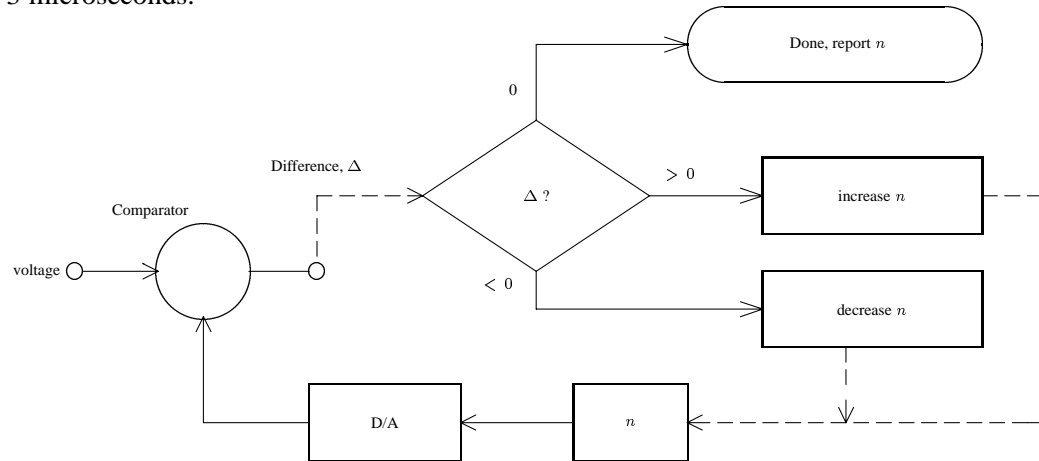 5 microseconds.
Done, report n
0
Difference, Δ
> 0
Δ ?
increase n
Comparator
voltage
< 0
decrease n
D/A
n